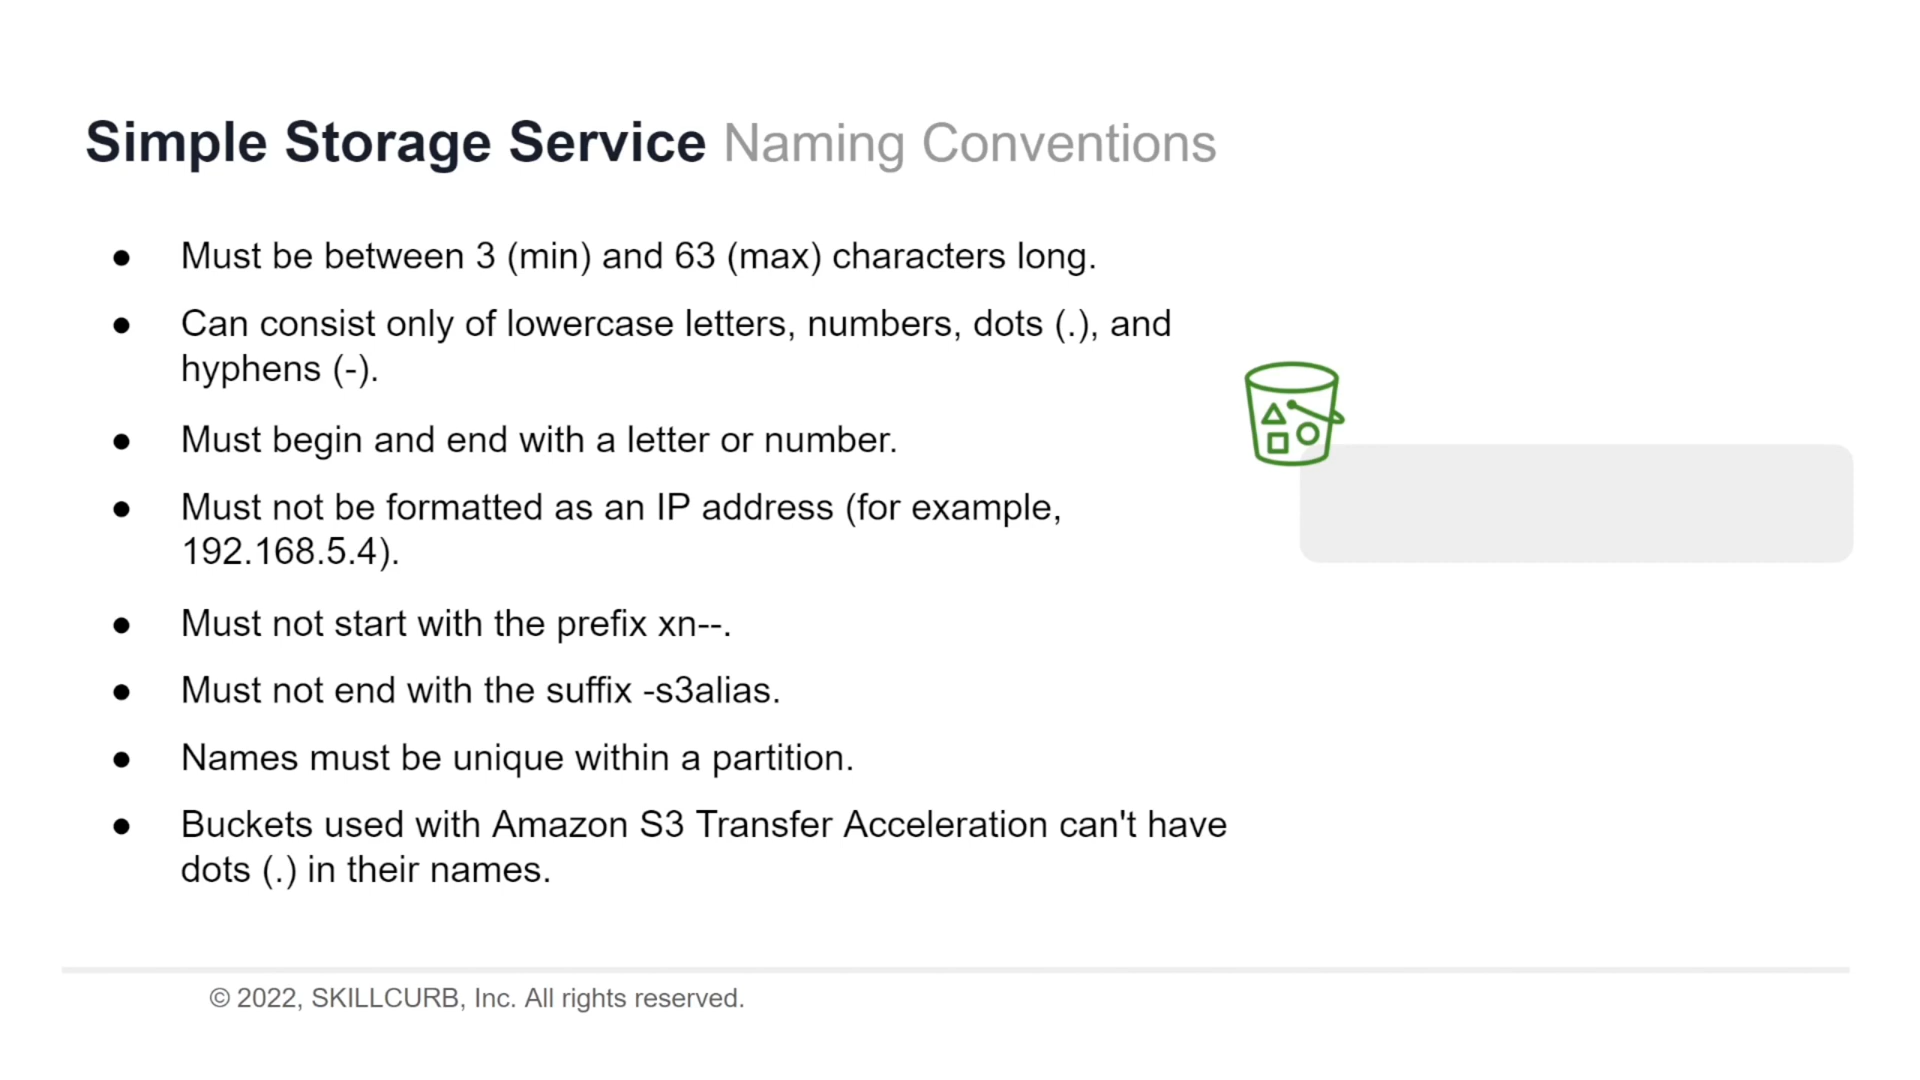 Simple Storage Service Naming Conventions
● Must be between 3 (min) and 63 (max) characters long.
● Can consist only of lowercase letters, numbers, dots (.), and
hyphens (-).
● Must begin and end with a letter or number.
● Must not be formatted as an IP address (for example,
192.168.5.4).
● Must not start with the prefix xn--.
● Must not end with the suffix -s3alias.
● Names must be unique within a partition.
● Buckets used with Amazon S3 Transfer Acceleration can't have
dots (.) in their names.
© 2022, SKILLCURB, Inc. All rights reserved.